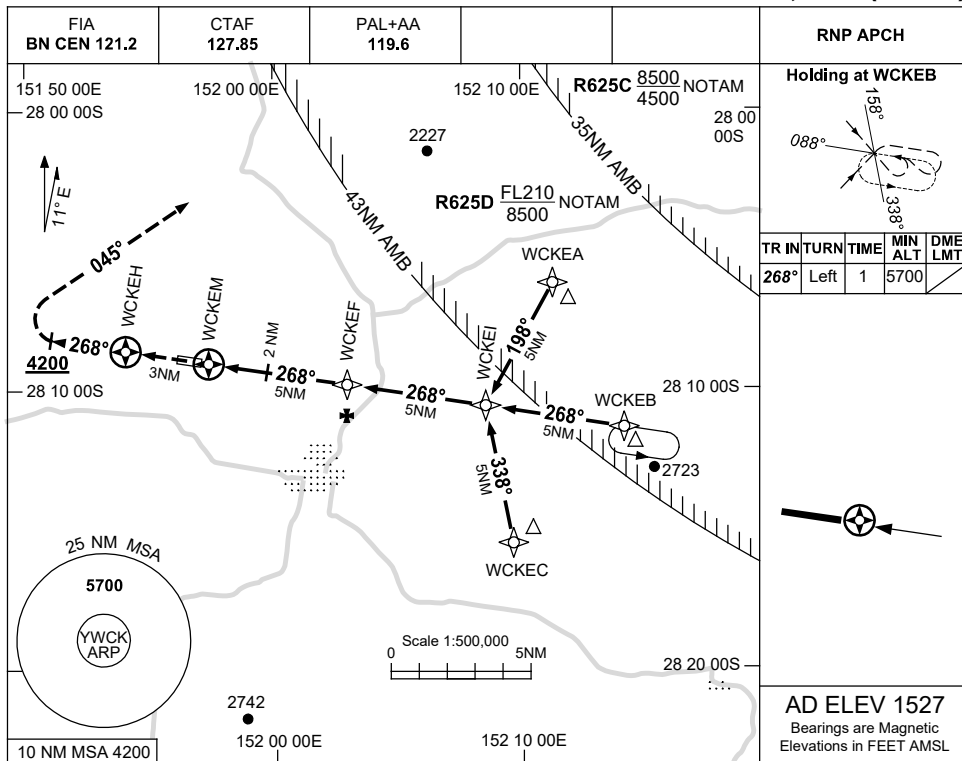 FIA
BN CEN 121.2
CTAF
127.85
PAL+AA
119.6
RNP APCH
151 50 00E
28 00 00S
152 00 00E
152 10 00E
R625C 8500
4500 NOTAM
28 00
00S
11° E
2227
35NM AMB
43NM AMB
R625D FL210
8500 NOTAM
045°
WCKEH
WCKEM
WCKEF
WCKEI
WCKEA
198°
5NM
4200
268°
3NM
2 NM
268°
5NM
268°
5NM
268°
5NM
WCKEB
28 10 00S
28 10 00S
338°
5NM
2723
WCKEC
25 NM MSA
5700
YWCK
ARP
Scale 1:500,000
0
5NM
28 20 00S
2742
10 NM MSA 4200
152 00 00E
152 10 00E
Holding at WCKEB
158°
088°
338°
TR IN TURN TIME MIN ALT DME LMT
268° Left 1 5700
AD ELEV 1527
Bearings are Magnetic
Elevations in FEET AMSL